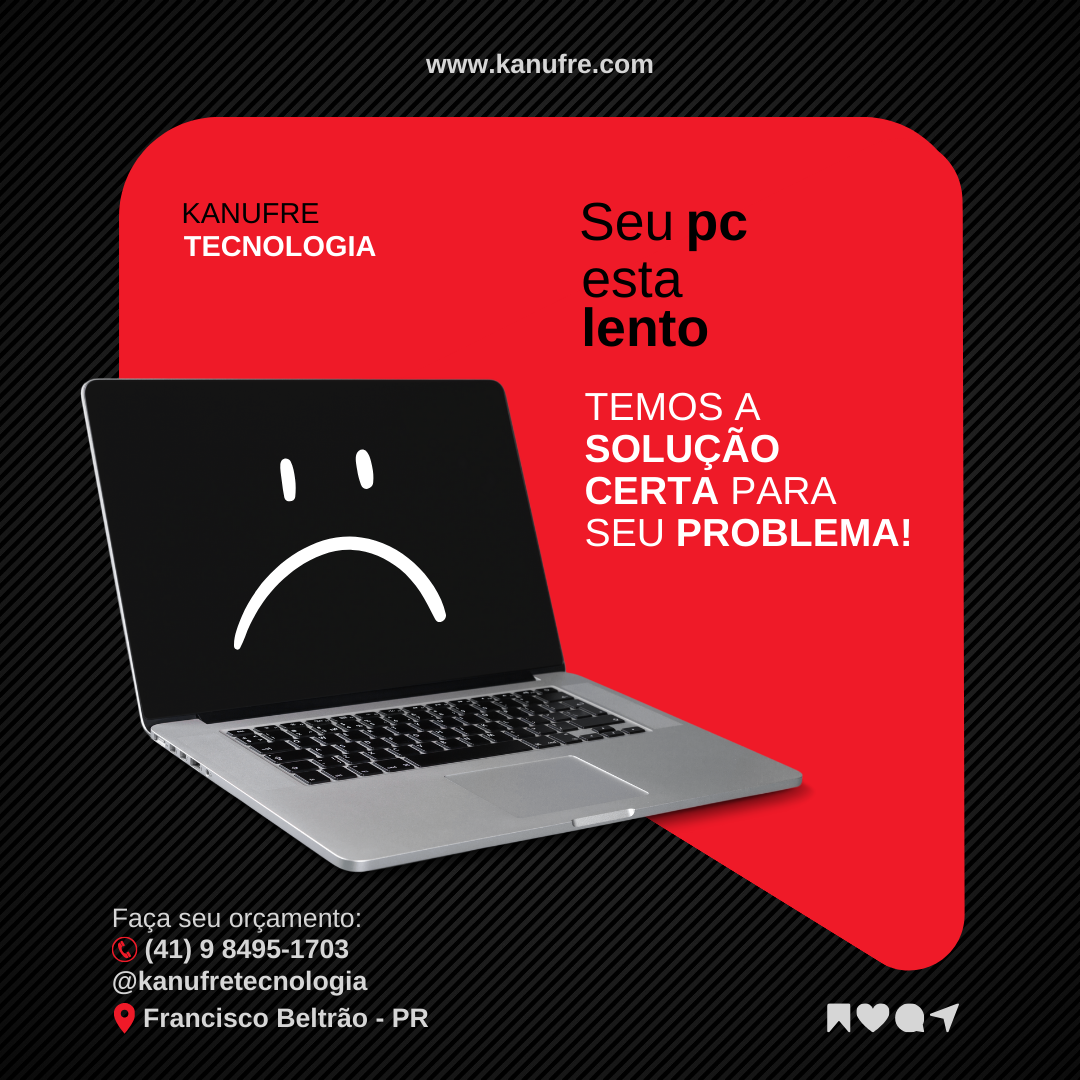 www.kanufre.com
KANUFRE
TECNOLOGIA
Seu pc
esta
lento
TEMOS A
SOLUÇÃO
CERTA PARA
SEU PROBLEMA!
Faça seu orçamento:
(41) 9 8495-1703
@kanufretecnologia
Francisco Beltrão - PR